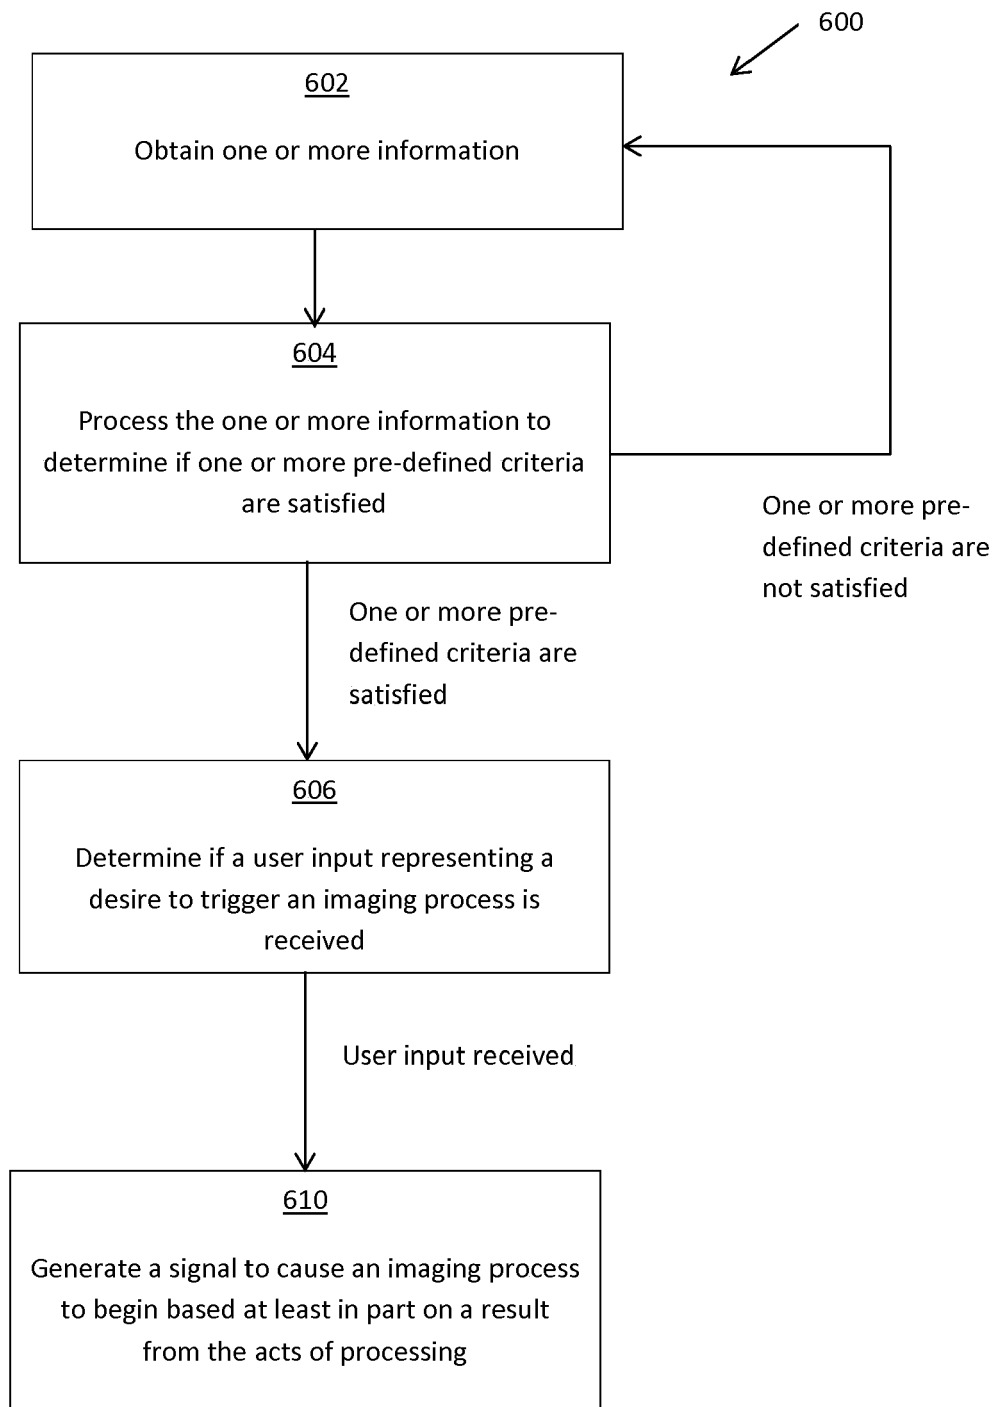 600
602
Obtain one or more information
604
Process the one or more information to
determine if one or more pre-defined criteria
are satisfied
One or more pre-
defined criteria are
not satisfied
One or more pre-
defined criteria are
satisfied
606
Determine if a user input representing a
desire to trigger an imaging process is
received
User input received
610
Generate a signal to cause an imaging process
to begin based at least in part on a result
from the acts of processing